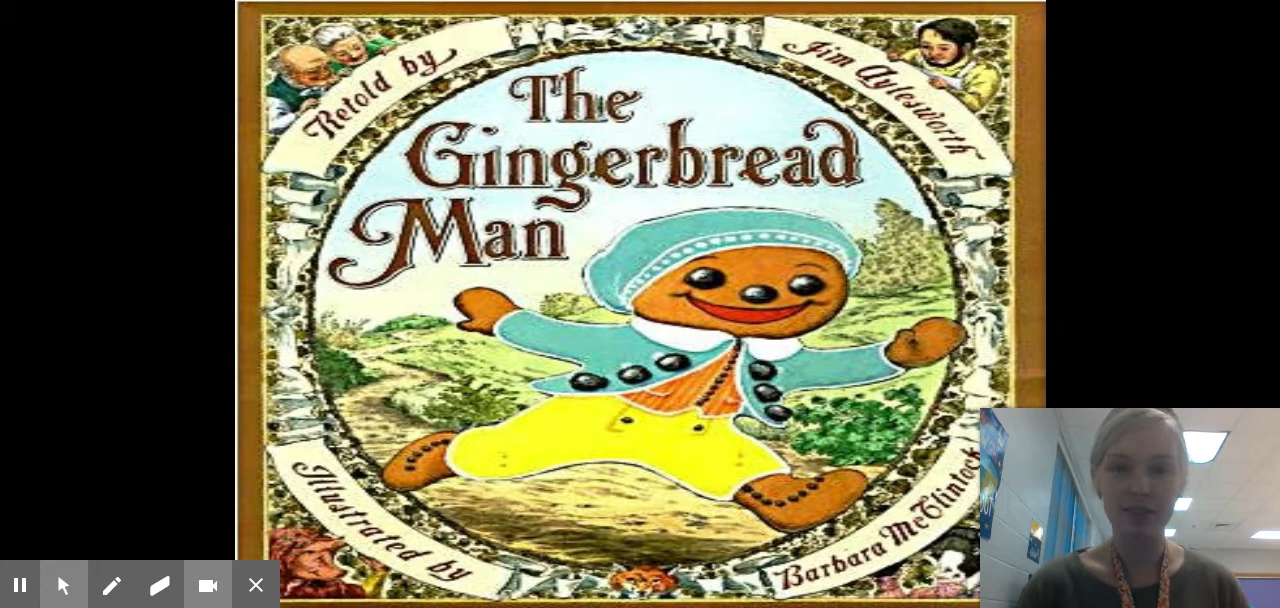 Retold by
Jim Aylesworth
The
Gingerbread
Man
Illustrated by
Barbara McClintock